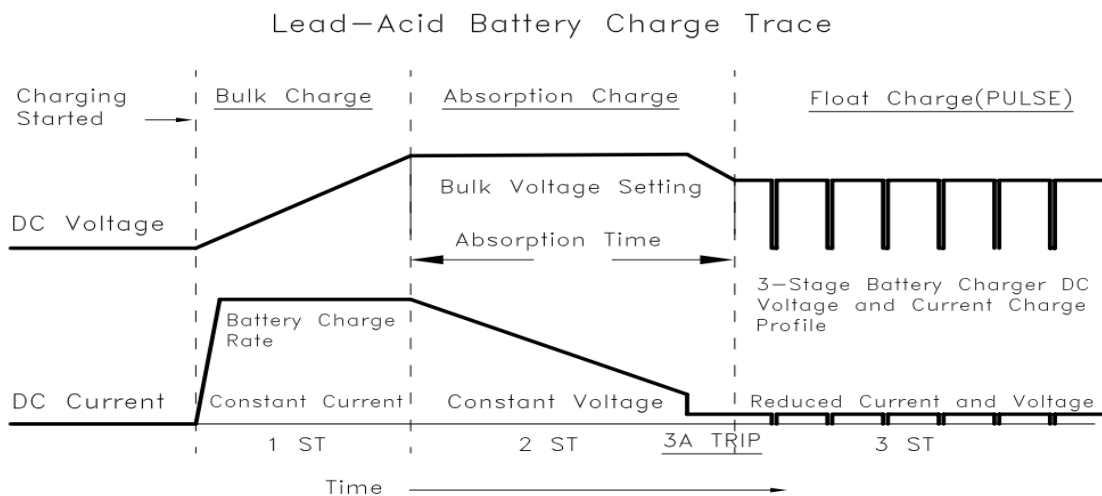 Lead-Acid Battery Charge Trace
Charging
Started
Bulk Charge
Absorption Charge
Float Charge(PULSE)
Bulk Voltage Setting
DC Voltage
Absorption Time
3-Stage Battery Charger DC
Voltage and Current Charge
Profile
Battery Charge
Rate
DC Current
Constant Current
Constant Voltage
Reduced Current and Voltage
1 ST
2 ST
3A TRIP
3 ST
Time